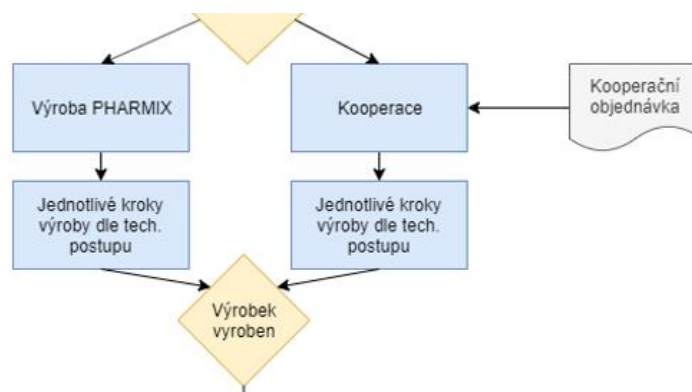 Výroba PHARMIX
Kooperace
Kooperační
objednávka
Jednotlivé kroky
výroby dle tech.
postupu
Jednotlivé kroky
výroby dle tech.
postupu
Výrobek
vyroben